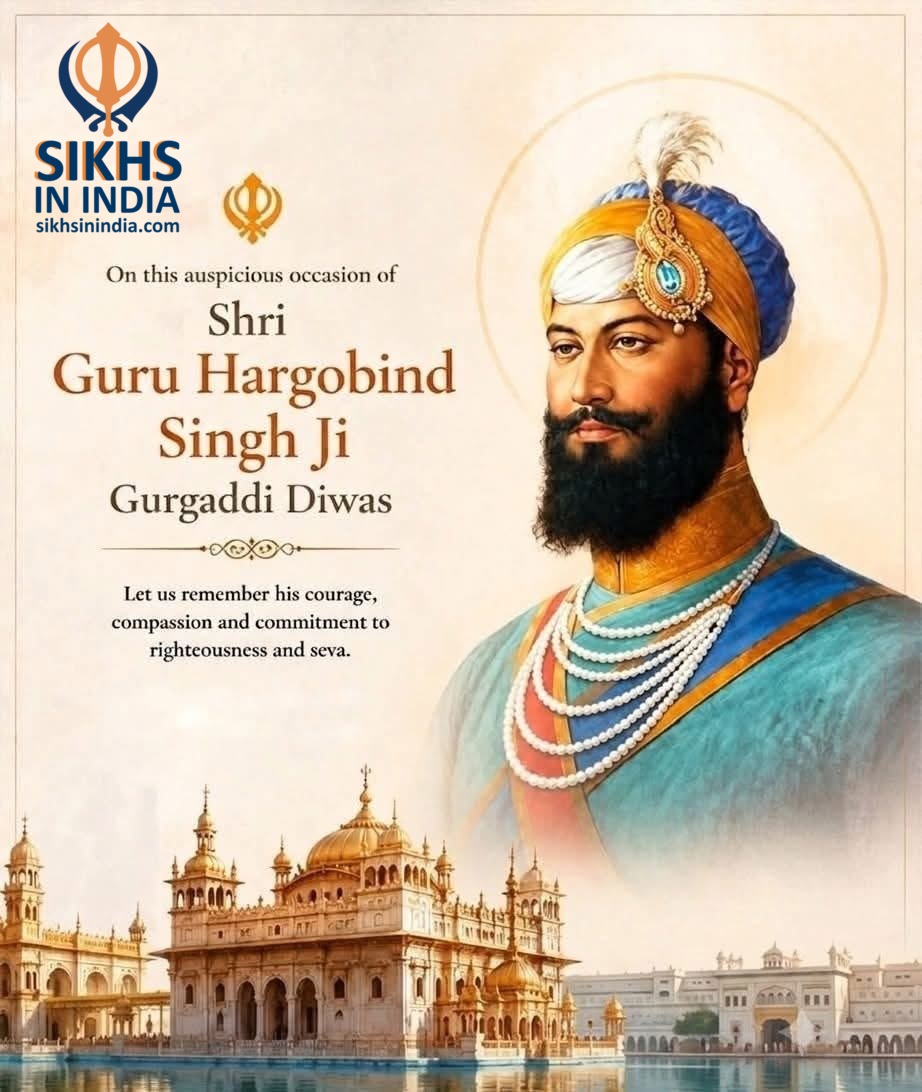 SIKHS
IN INDIA
sikhsinindia.com
On this auspicious occasion of
Shri
Guru Hargobind
Singh Ji
Gurgaddi Diwas
Let us remember his courage,
compassion and commitment to
righteousness and seva.